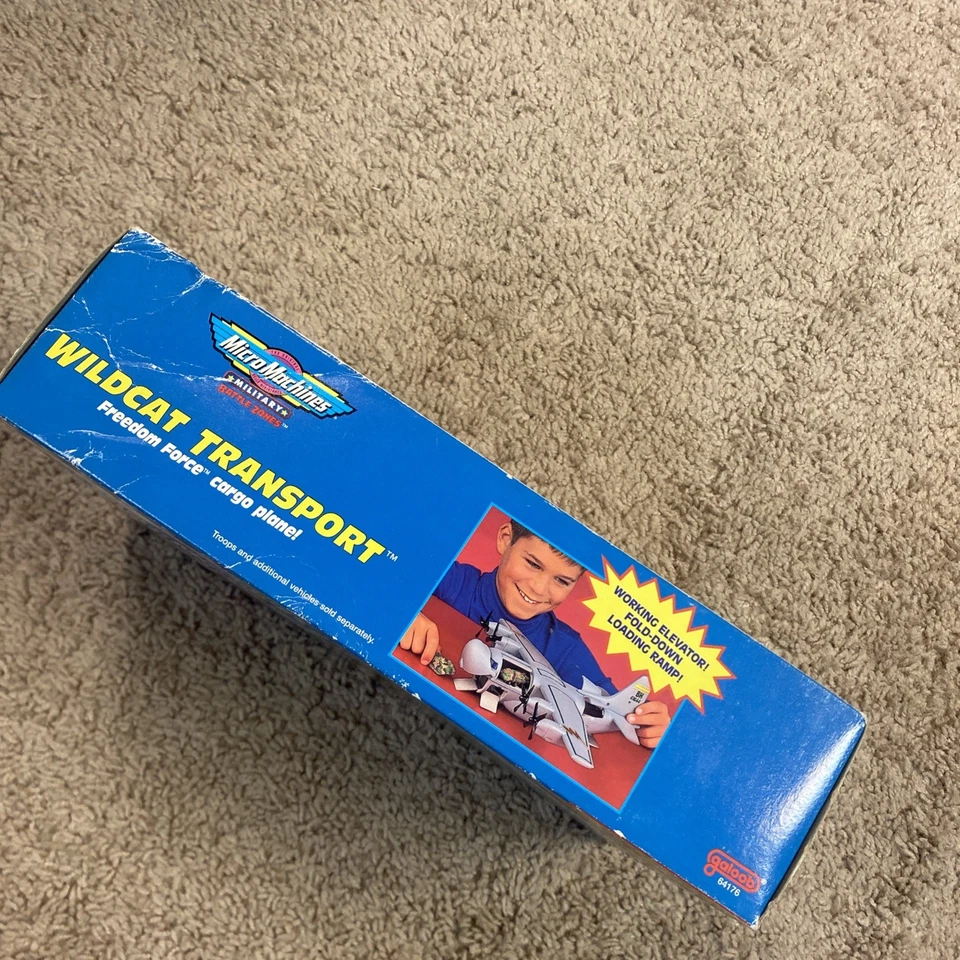 MicroMachines
MILITARY
BATTLE ZONES™
WILDCAT TRANSPORT™
Freedom Force™ cargo plane!
Troops and additional vehicles sold separately.
WORKING ELEVATOR!
FOLD-DOWN
LOADING RAMP!
galoob®
64176